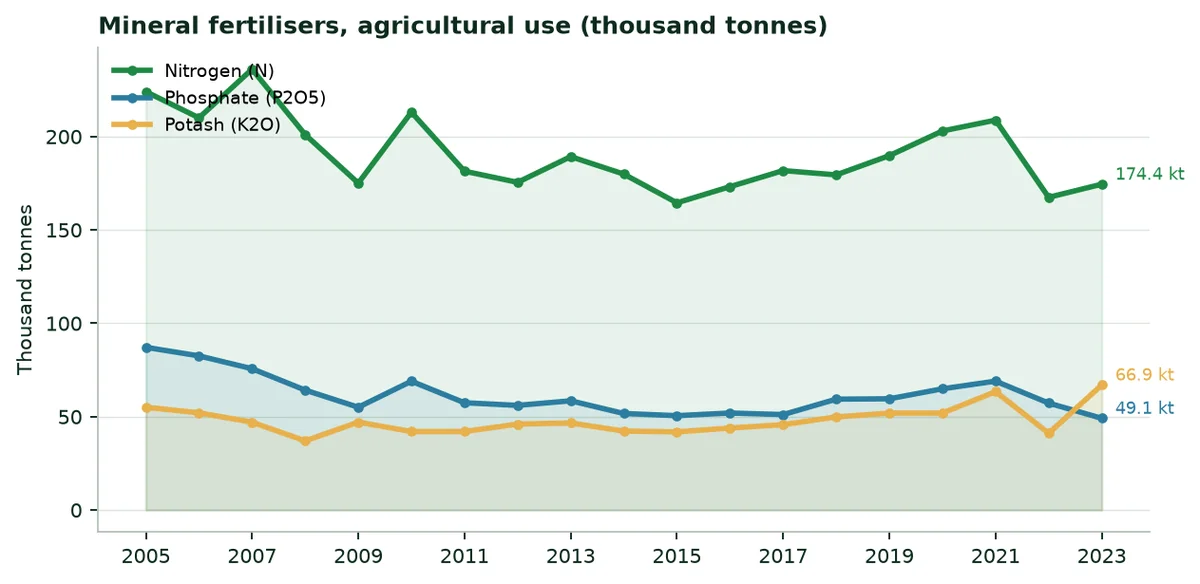 Mineral fertilisers, agricultural use (thousand tonnes)
Nitrogen (N)
Phosphate (P2O5)
Potash (K2O)
Thousand tonnes
200
150
100
50
0
174.4 kt
66.9 kt
49.1 kt
2005 2007 2009 2011 2013 2015 2017 2019 2021 2023